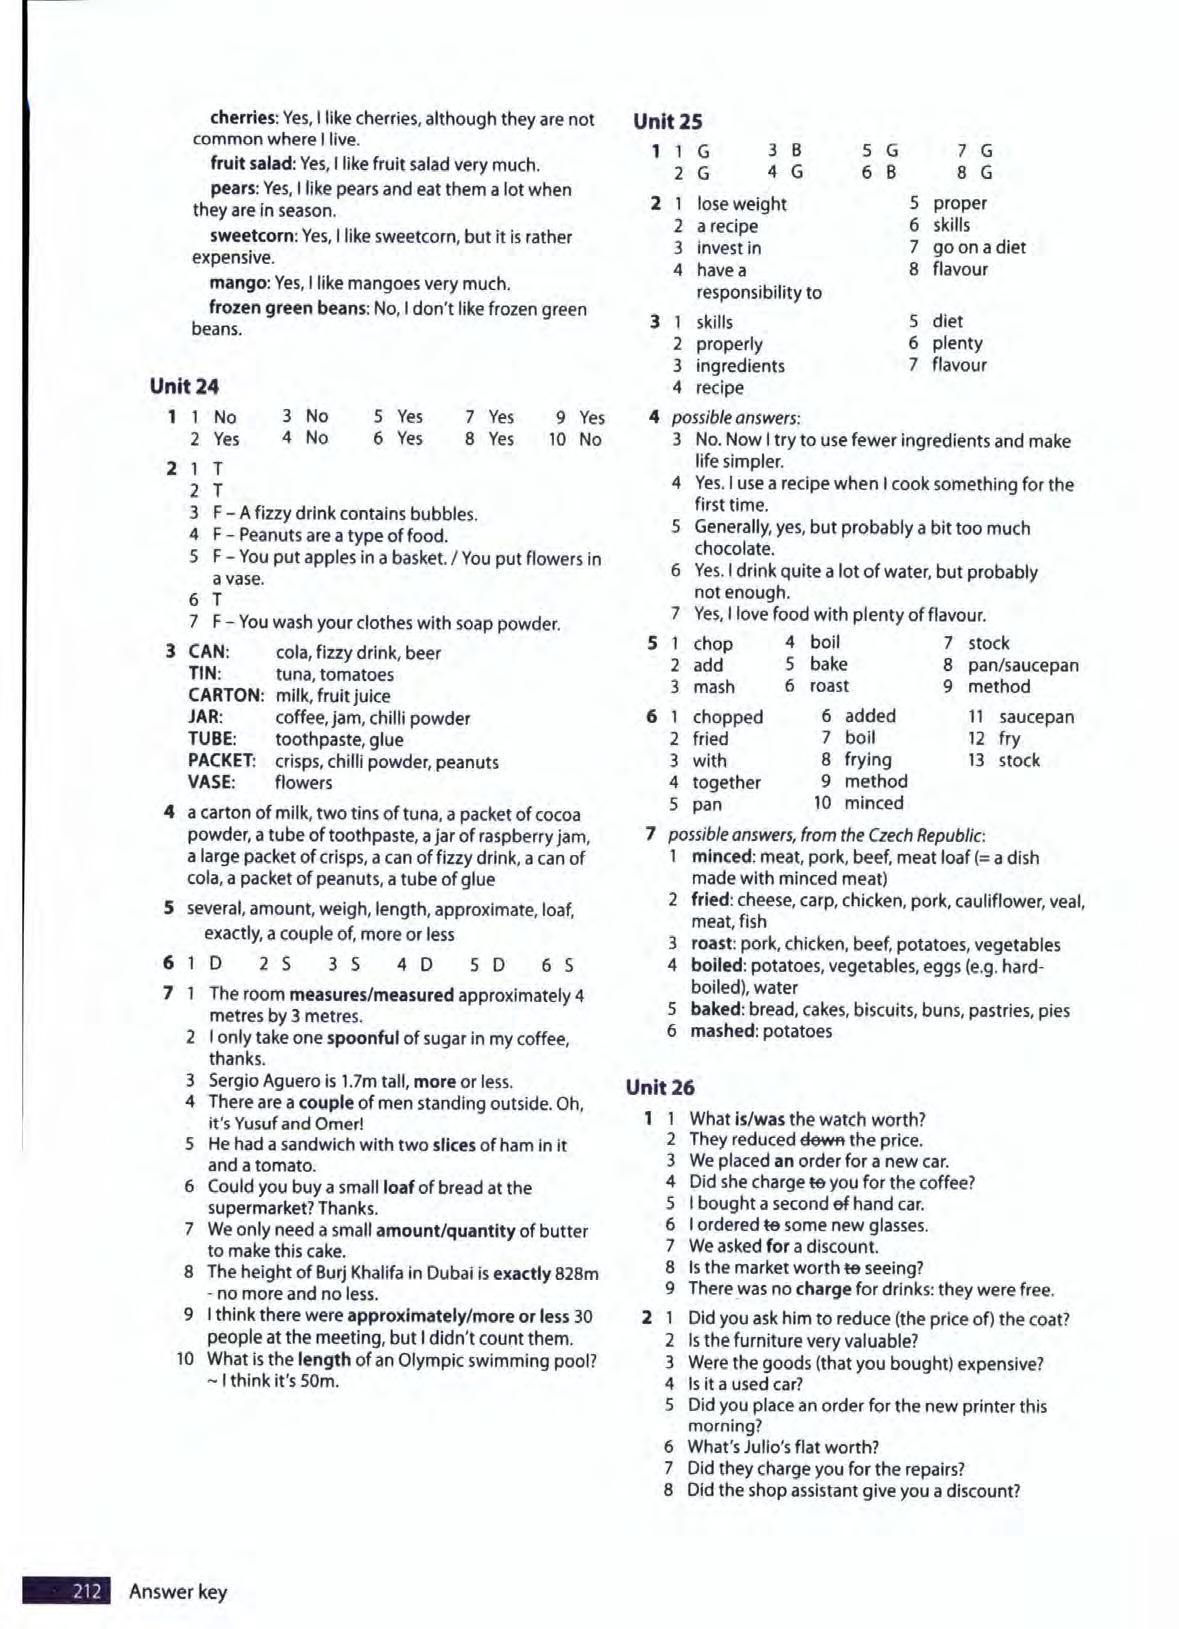 cherries: Yes, I like cherries, although they are not
common where I live.
fruit salad: Yes, I like fruit salad very much.
pears: Yes, I like pears and eat them a lot when
they are in season.
sweetcorn: Yes, I like sweetcorn, but it is rather
expensive.
mango: Yes, I like mangoes very much.
frozen green beans: No, I don't like frozen green
beans.
Unit 24
1 1 No 3 No 5 Yes 7 Yes 9 Yes
2 Yes 4 No 6 Yes 8 Yes 10 No
2 1 T
2 T
3 F – A fizzy drink contains bubbles.
4 F – Peanuts are a type of food.
5 F – You put apples in a basket. / You put flowers in
a vase.
6 T
7 F – You wash your clothes with soap powder.
3 CAN: cola, fizzy drink, beer
TIN: tuna, tomatoes
CARTON: milk, fruit juice
JAR: coffee, jam, chilli powder
TUBE: toothpaste, glue
PACKET: crisps, chilli powder, peanuts
VASE: flowers
4 a carton of milk, two tins of tuna, a packet of cocoa
powder, a tube of toothpaste, a jar of raspberry jam,
a large packet of crisps, a can of fizzy drink, a can of
cola, a packet of peanuts, a tube of glue
5 several, amount, weigh, length, approximate, loaf,
exactly, a couple of, more or less
6 1 D 2 S 3 S 4 D 5 D 6 S
7 1 The room measures/measured approximately 4
metres by 3 metres.
2 I only take one spoonful of sugar in my coffee,
thanks.
3 Sergio Aguero is 1.7m tall, more or less.
4 There are a couple of men standing outside. Oh,
it's Yusuf and Omer!
5 He had a sandwich with two slices of ham in it
and a tomato.
6 Could you buy a small loaf of bread at the
supermarket? Thanks.
7 We only need a small amount/quantity of butter
to make this cake.
8 The height of Burj Khalifa in Dubai is exactly 828m
- no more and no less.
9 I think there were approximately/more or less 30
people at the meeting, but I didn't count them.
10 What is the length of an Olympic swimming pool?
~ I think it's 50m.
Unit 25
1 1 G 3 B 5 G 7 G
2 G 4 G 6 B 8 G
2 1 lose weight 5 proper
2 a recipe 6 skills
3 invest in 7 go on a diet
4 have a 8 flavour
responsibility to
3 1 skills 5 diet
2 properly 6 plenty
3 ingredients 7 flavour
4 recipe
4 possible answers:
3 No. Now I try to use fewer ingredients and make
life simpler.
4 Yes. I use a recipe when I cook something for the
first time.
5 Generally, yes, but probably a bit too much
chocolate.
6 Yes. I drink quite a lot of water, but probably
not enough.
7 Yes, I love food with plenty of flavour.
5 1 chop 4 boil 7 stock
2 add 5 bake 8 pan/saucepan
3 mash 6 roast 9 method
6 1 chopped 6 added 11 saucepan
2 fried 7 boil 12 fry
3 with 8 frying 13 stock
4 together 9 method
5 pan 10 minced
7 possible answers, from the Czech Republic:
1 minced: meat, pork, beef, meat loaf (= a dish
made with minced meat)
2 fried: cheese, carp, chicken, pork, cauliflower, veal,
meat, fish
3 roast: pork, chicken, beef, potatoes, vegetables
4 boiled: potatoes, vegetables, eggs (e.g. hard-
boiled), water
5 baked: bread, cakes, biscuits, buns, pastries, pies
6 mashed: potatoes
Unit 26
1 1 What is/was the watch worth?
2 They reduced down the price.
3 We placed an order for a new car.
4 Did she charge to you for the coffee?
5 I bought a second of hand car.
6 I ordered to some new glasses.
7 We asked for a discount.
8 Is the market worth to seeing?
9 There was no charge for drinks: they were free.
2 1 Did you ask him to reduce (the price of) the coat?
2 Is the furniture very valuable?
3 Were the goods (that you bought) expensive?
4 Is it a used car?
5 Did you place an order for the new printer this
morning?
6 What's Julio's flat worth?
7 Did they charge you for the repairs?
8 Did the shop assistant give you a discount?
212 Answer key